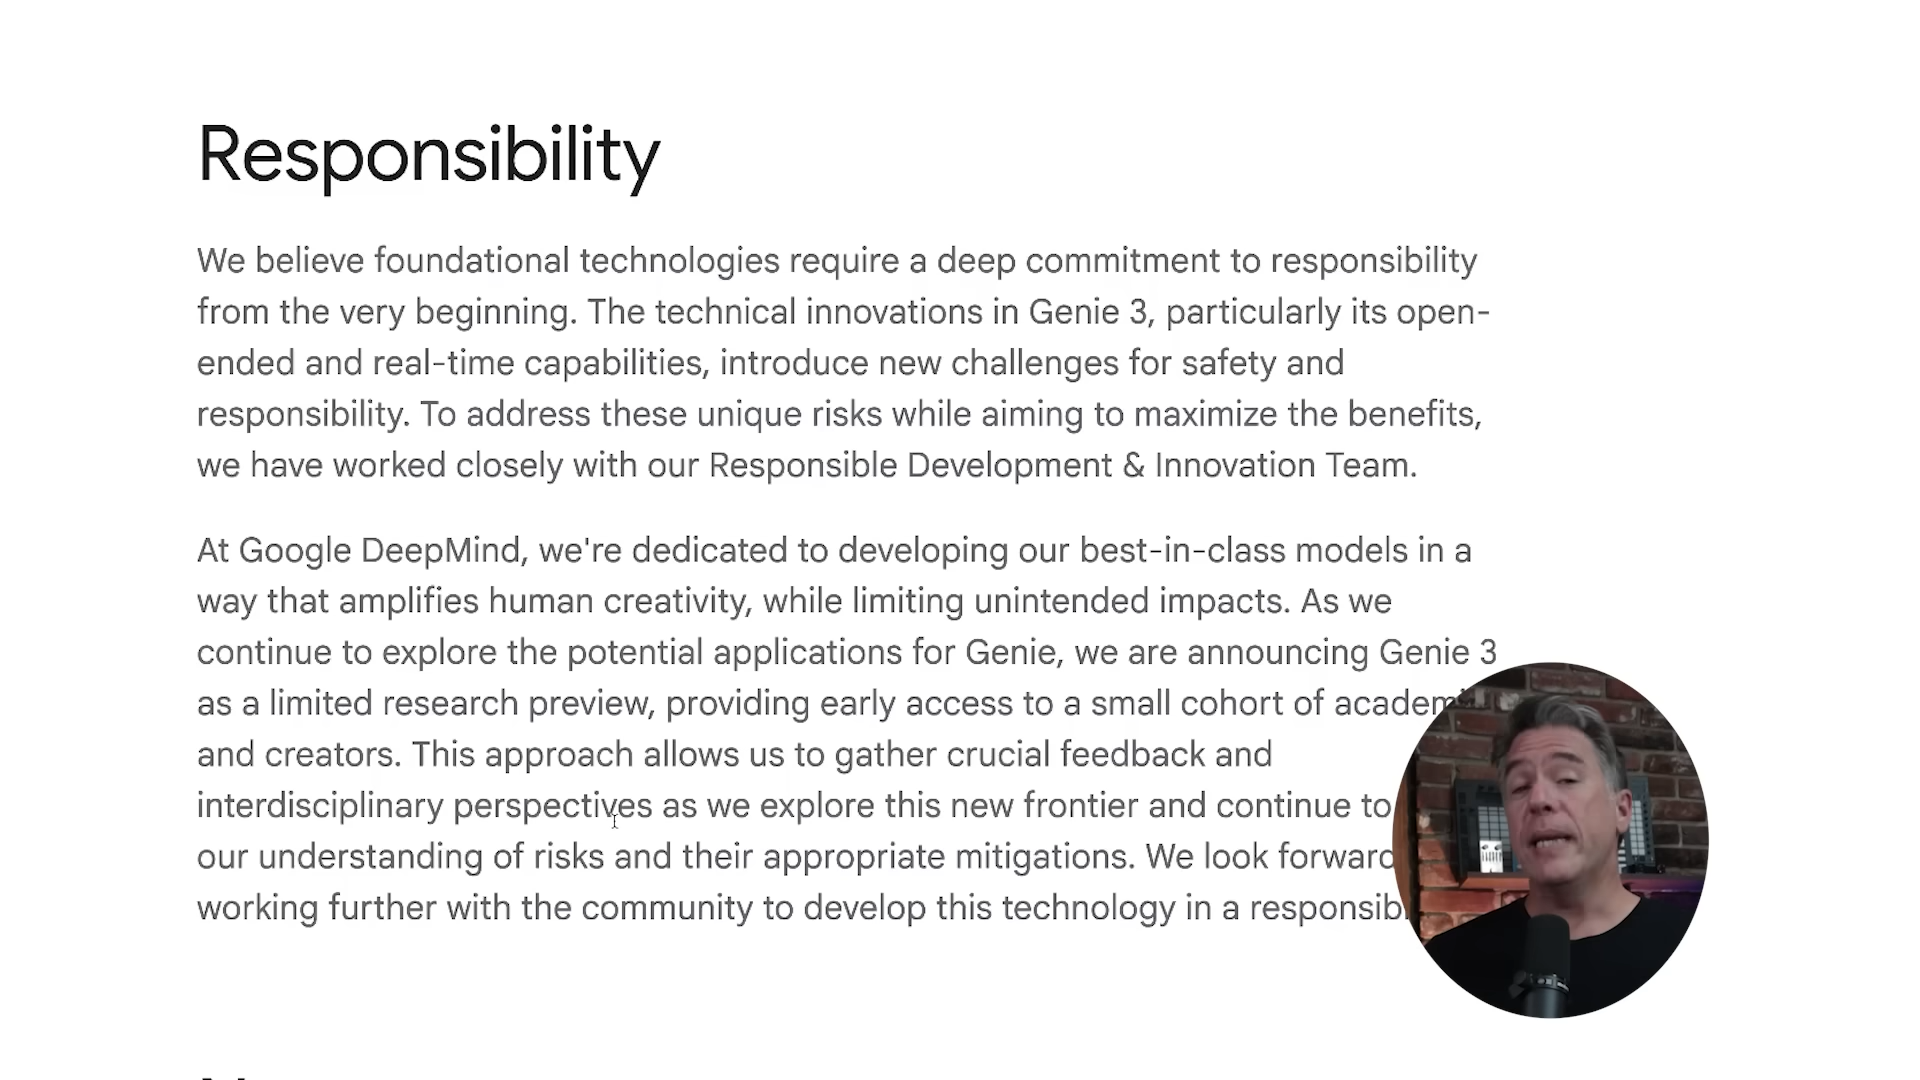 Responsibility
We believe foundational technologies require a deep commitment to responsibility
from the very beginning. The technical innovations in Genie 3, particularly its open-
ended and real-time capabilities, introduce new challenges for safety and
responsibility. To address these unique risks while aiming to maximize the benefits,
we have worked closely with our Responsible Development & Innovation Team.
At Google DeepMind, we're dedicated to developing our best-in-class models in a
way that amplifies human creativity, while limiting unintended impacts. As we
continue to explore the potential applications for Genie, we are announcing Genie 3
as a limited research preview, providing early access to a small cohort of
and creators. This approach allows us to gather crucial feedback and
interdisciplinary perspectives as we explore this new frontier and continue to
our understanding of risks and their appropriate mitigations. We look
working further with the community to develop this technology in a